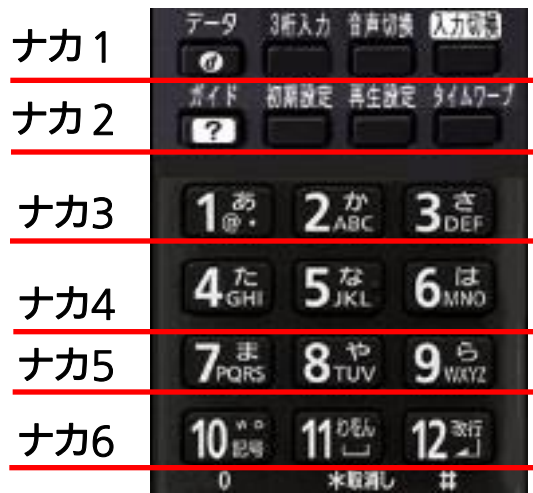 ナカ1 データ 3桁入力 音声切換 入力切換
d
ナカ2 ガイド 初期設定 再生設定 タイムワープ
?
ナカ3 1 あ @・ 2 か ABC 3 さ DEF
ナカ4 4 た GHI 5 な JKL 6 は MNO
ナカ5 7 ま PQRS 8 や TUV 9 ら WXYZ
ナカ6 10 ゛゜ 記号 11 わをん 12 改行
0 *取消し #